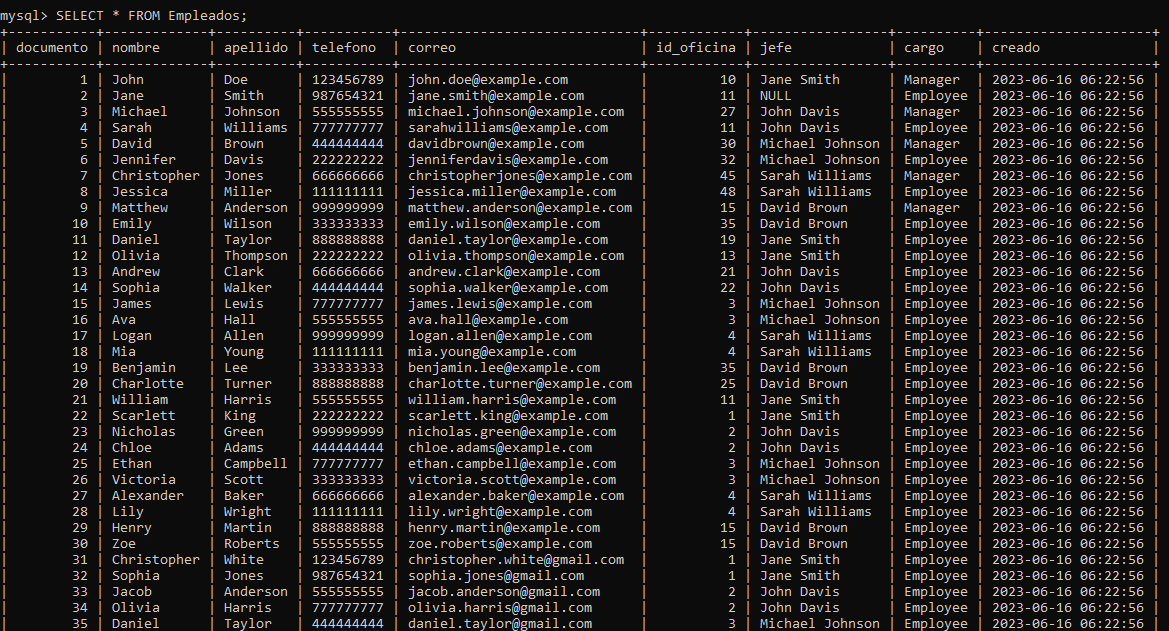 mysql> SELECT * FROM Empleados;
+-----------+-------------+-----------+-----------+------------------------------+------------+-----------------+----------+---------------------+
| documento | nombre      | apellido  | telefono  | correo                       | id_oficina | jefe            | cargo    | creado              |
+-----------+-------------+-----------+-----------+------------------------------+------------+-----------------+----------+---------------------+
|         1 | John        | Doe       | 123456789 | john.doe@example.com         |         10 | Jane Smith      | Manager  | 2023-06-16 06:22:56 |
|         2 | Jane        | Smith     | 987654321 | jane.smith@example.com       |         11 | NULL            | Employee | 2023-06-16 06:22:56 |
|         3 | Michael     | Johnson   | 555555555 | michael.johnson@example.com  |         27 | John Davis      | Manager  | 2023-06-16 06:22:56 |
|         4 | Sarah       | Williams  | 777777777 | sarahwilliams@example.com    |         11 | John Davis      | Employee | 2023-06-16 06:22:56 |
|         5 | David       | Brown     | 444444444 | davidbrown@example.com       |         30 | Michael Johnson | Manager  | 2023-06-16 06:22:56 |
|         6 | Jennifer    | Davis     | 222222222 | jenniferdavis@example.com    |         32 | Michael Johnson | Employee | 2023-06-16 06:22:56 |
|         7 | Christopher | Jones     | 666666666 | christopherjones@example.com |         45 | Sarah Williams  | Manager  | 2023-06-16 06:22:56 |
|         8 | Jessica     | Miller    | 111111111 | jessica.miller@example.com   |         48 | Sarah Williams  | Employee | 2023-06-16 06:22:56 |
|         9 | Matthew     | Anderson  | 999999999 | matthew.anderson@example.com |         15 | David Brown     | Manager  | 2023-06-16 06:22:56 |
|        10 | Emily       | Wilson    | 333333333 | emily.wilson@example.com     |         35 | David Brown     | Employee | 2023-06-16 06:22:56 |
|        11 | Daniel      | Taylor    | 888888888 | daniel.taylor@example.com    |         19 | Jane Smith      | Employee | 2023-06-16 06:22:56 |
|        12 | Olivia      | Thompson  | 222222222 | olivia.thompson@example.com  |         13 | Jane Smith      | Employee | 2023-06-16 06:22:56 |
|        13 | Andrew      | Clark     | 666666666 | andrew.clark@example.com     |         21 | John Davis      | Employee | 2023-06-16 06:22:56 |
|        14 | Sophia      | Walker    | 444444444 | sophia.walker@example.com    |         22 | John Davis      | Employee | 2023-06-16 06:22:56 |
|        15 | James       | Lewis     | 777777777 | james.lewis@example.com      |          3 | Michael Johnson | Employee | 2023-06-16 06:22:56 |
|        16 | Ava         | Hall      | 555555555 | ava.hall@example.com         |          3 | Michael Johnson | Employee | 2023-06-16 06:22:56 |
|        17 | Logan       | Allen     | 999999999 | logan.allen@example.com      |          4 | Sarah Williams  | Employee | 2023-06-16 06:22:56 |
|        18 | Mia         | Young     | 111111111 | mia.young@example.com        |          4 | Sarah Williams  | Employee | 2023-06-16 06:22:56 |
|        19 | Benjamin    | Lee       | 333333333 | benjamin.lee@example.com     |         35 | David Brown     | Employee | 2023-06-16 06:22:56 |
|        20 | Charlotte   | Turner    | 888888888 | charlotte.turner@example.com |         25 | David Brown     | Employee | 2023-06-16 06:22:56 |
|        21 | William     | Harris    | 555555555 | william.harris@example.com   |         11 | Jane Smith      | Employee | 2023-06-16 06:22:56 |
|        22 | Scarlett    | King      | 222222222 | scarlett.king@example.com    |          1 | Jane Smith      | Employee | 2023-06-16 06:22:56 |
|        23 | Nicholas    | Green     | 999999999 | nicholas.green@example.com   |          2 | John Davis      | Employee | 2023-06-16 06:22:56 |
|        24 | Chloe       | Adams     | 444444444 | chloe.adams@example.com      |          2 | John Davis      | Employee | 2023-06-16 06:22:56 |
|        25 | Ethan       | Campbell  | 777777777 | ethan.campbell@example.com   |          3 | Michael Johnson | Employee | 2023-06-16 06:22:56 |
|        26 | Victoria    | Scott     | 333333333 | victoria.scott@example.com   |          3 | Michael Johnson | Employee | 2023-06-16 06:22:56 |
|        27 | Alexander   | Baker     | 666666666 | alexander.baker@example.com  |          4 | Sarah Williams  | Employee | 2023-06-16 06:22:56 |
|        28 | Lily        | Wright    | 111111111 | lily.wright@example.com      |          4 | Sarah Williams  | Employee | 2023-06-16 06:22:56 |
|        29 | Henry       | Martin    | 888888888 | henry.martin@example.com     |         15 | David Brown     | Employee | 2023-06-16 06:22:56 |
|        30 | Zoe         | Roberts   | 555555555 | zoe.roberts@example.com      |         15 | David Brown     | Employee | 2023-06-16 06:22:56 |
|        31 | Christopher | White     | 123456789 | christopher.white@gmail.com  |          1 | Jane Smith      | Employee | 2023-06-16 06:22:56 |
|        32 | Sophia      | Jones     | 987654321 | sophia.jones@gmail.com       |          1 | Jane Smith      | Employee | 2023-06-16 06:22:56 |
|        33 | Jacob       | Anderson  | 555555555 | jacob.anderson@gmail.com     |          2 | John Davis      | Employee | 2023-06-16 06:22:56 |
|        34 | Olivia      | Harris    | 777777777 | olivia.harris@gmail.com      |          2 | John Davis      | Employee | 2023-06-16 06:22:56 |
|        35 | Daniel      | Taylor    | 444444444 | daniel.taylor@gmail.com      |          3 | Michael Johnson | Employee | 2023-06-16 06:22:56 |